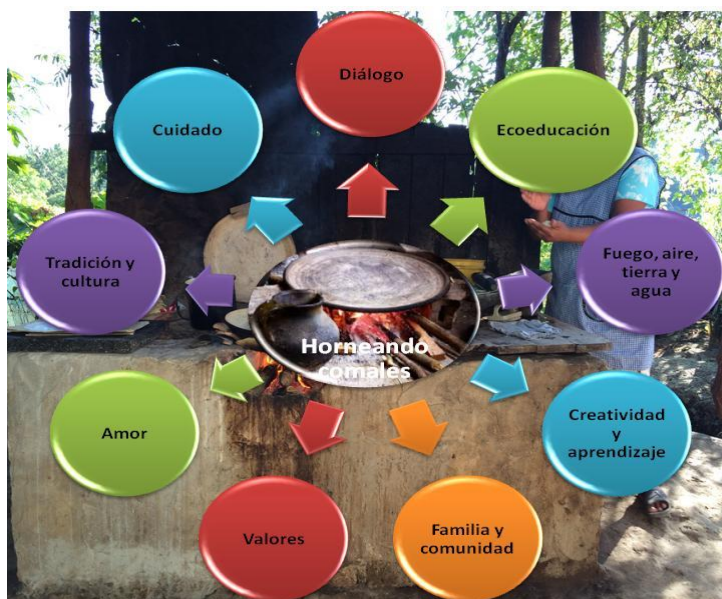 Diálogo
Ecoeducación
Fuego, aire,
tierra y
agua
Creatividad
y
aprendizaje
Familia y
comunidad
Valores
Amor
Tradición y
cultura
Cuidado
Horneando
comales